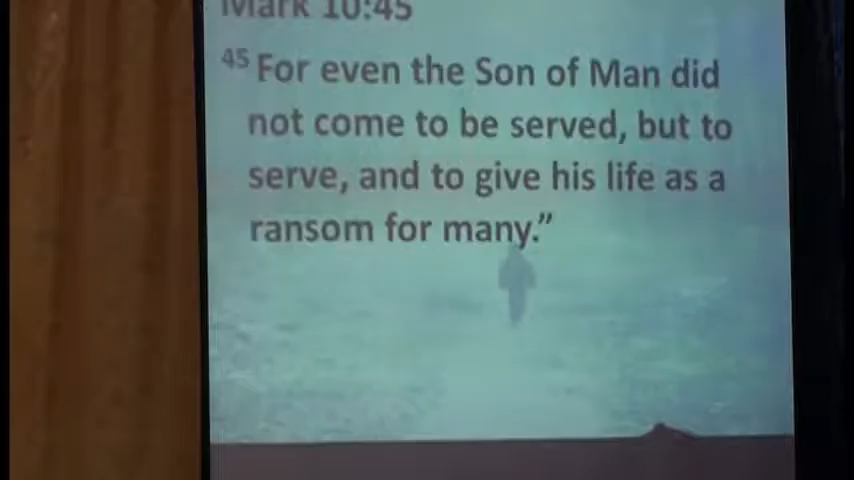 Mark 10:45
45 For even the Son of Man did
not come to be served, but to
serve, and to give his life as a
ransom for many.”